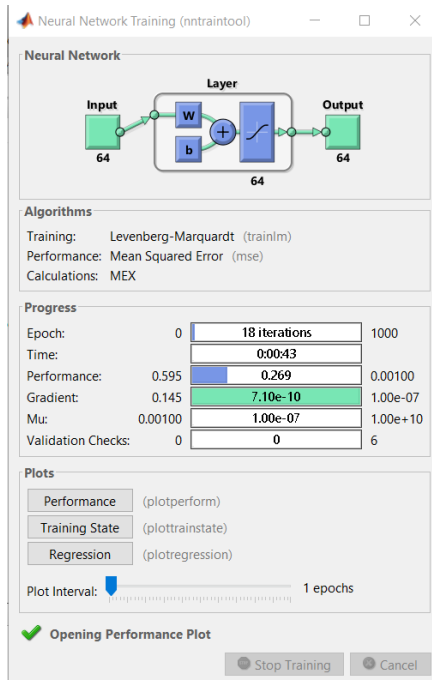 Neural Network Training (nntraintool)
Neural Network
Layer
Input
Output
W
b
+
64
64
64
Algorithms
Training: Levenberg-Marquardt (trainlm)
Performance: Mean Squared Error (mse)
Calculations: MEX
Progress
Epoch: 0 18 iterations 1000
Time: 0:00:43
Performance: 0.595 0.269 0.00100
Gradient: 0.145 7.10e-10 1.00e-07
Mu: 0.00100 1.00e-07 1.00e+10
Validation Checks: 0 0 6
Plots
Performance (plotperform)
Training State (plottrainstate)
Regression (plotregression)
Plot Interval: 1 epochs
Opening Performance Plot
Stop Training Cancel